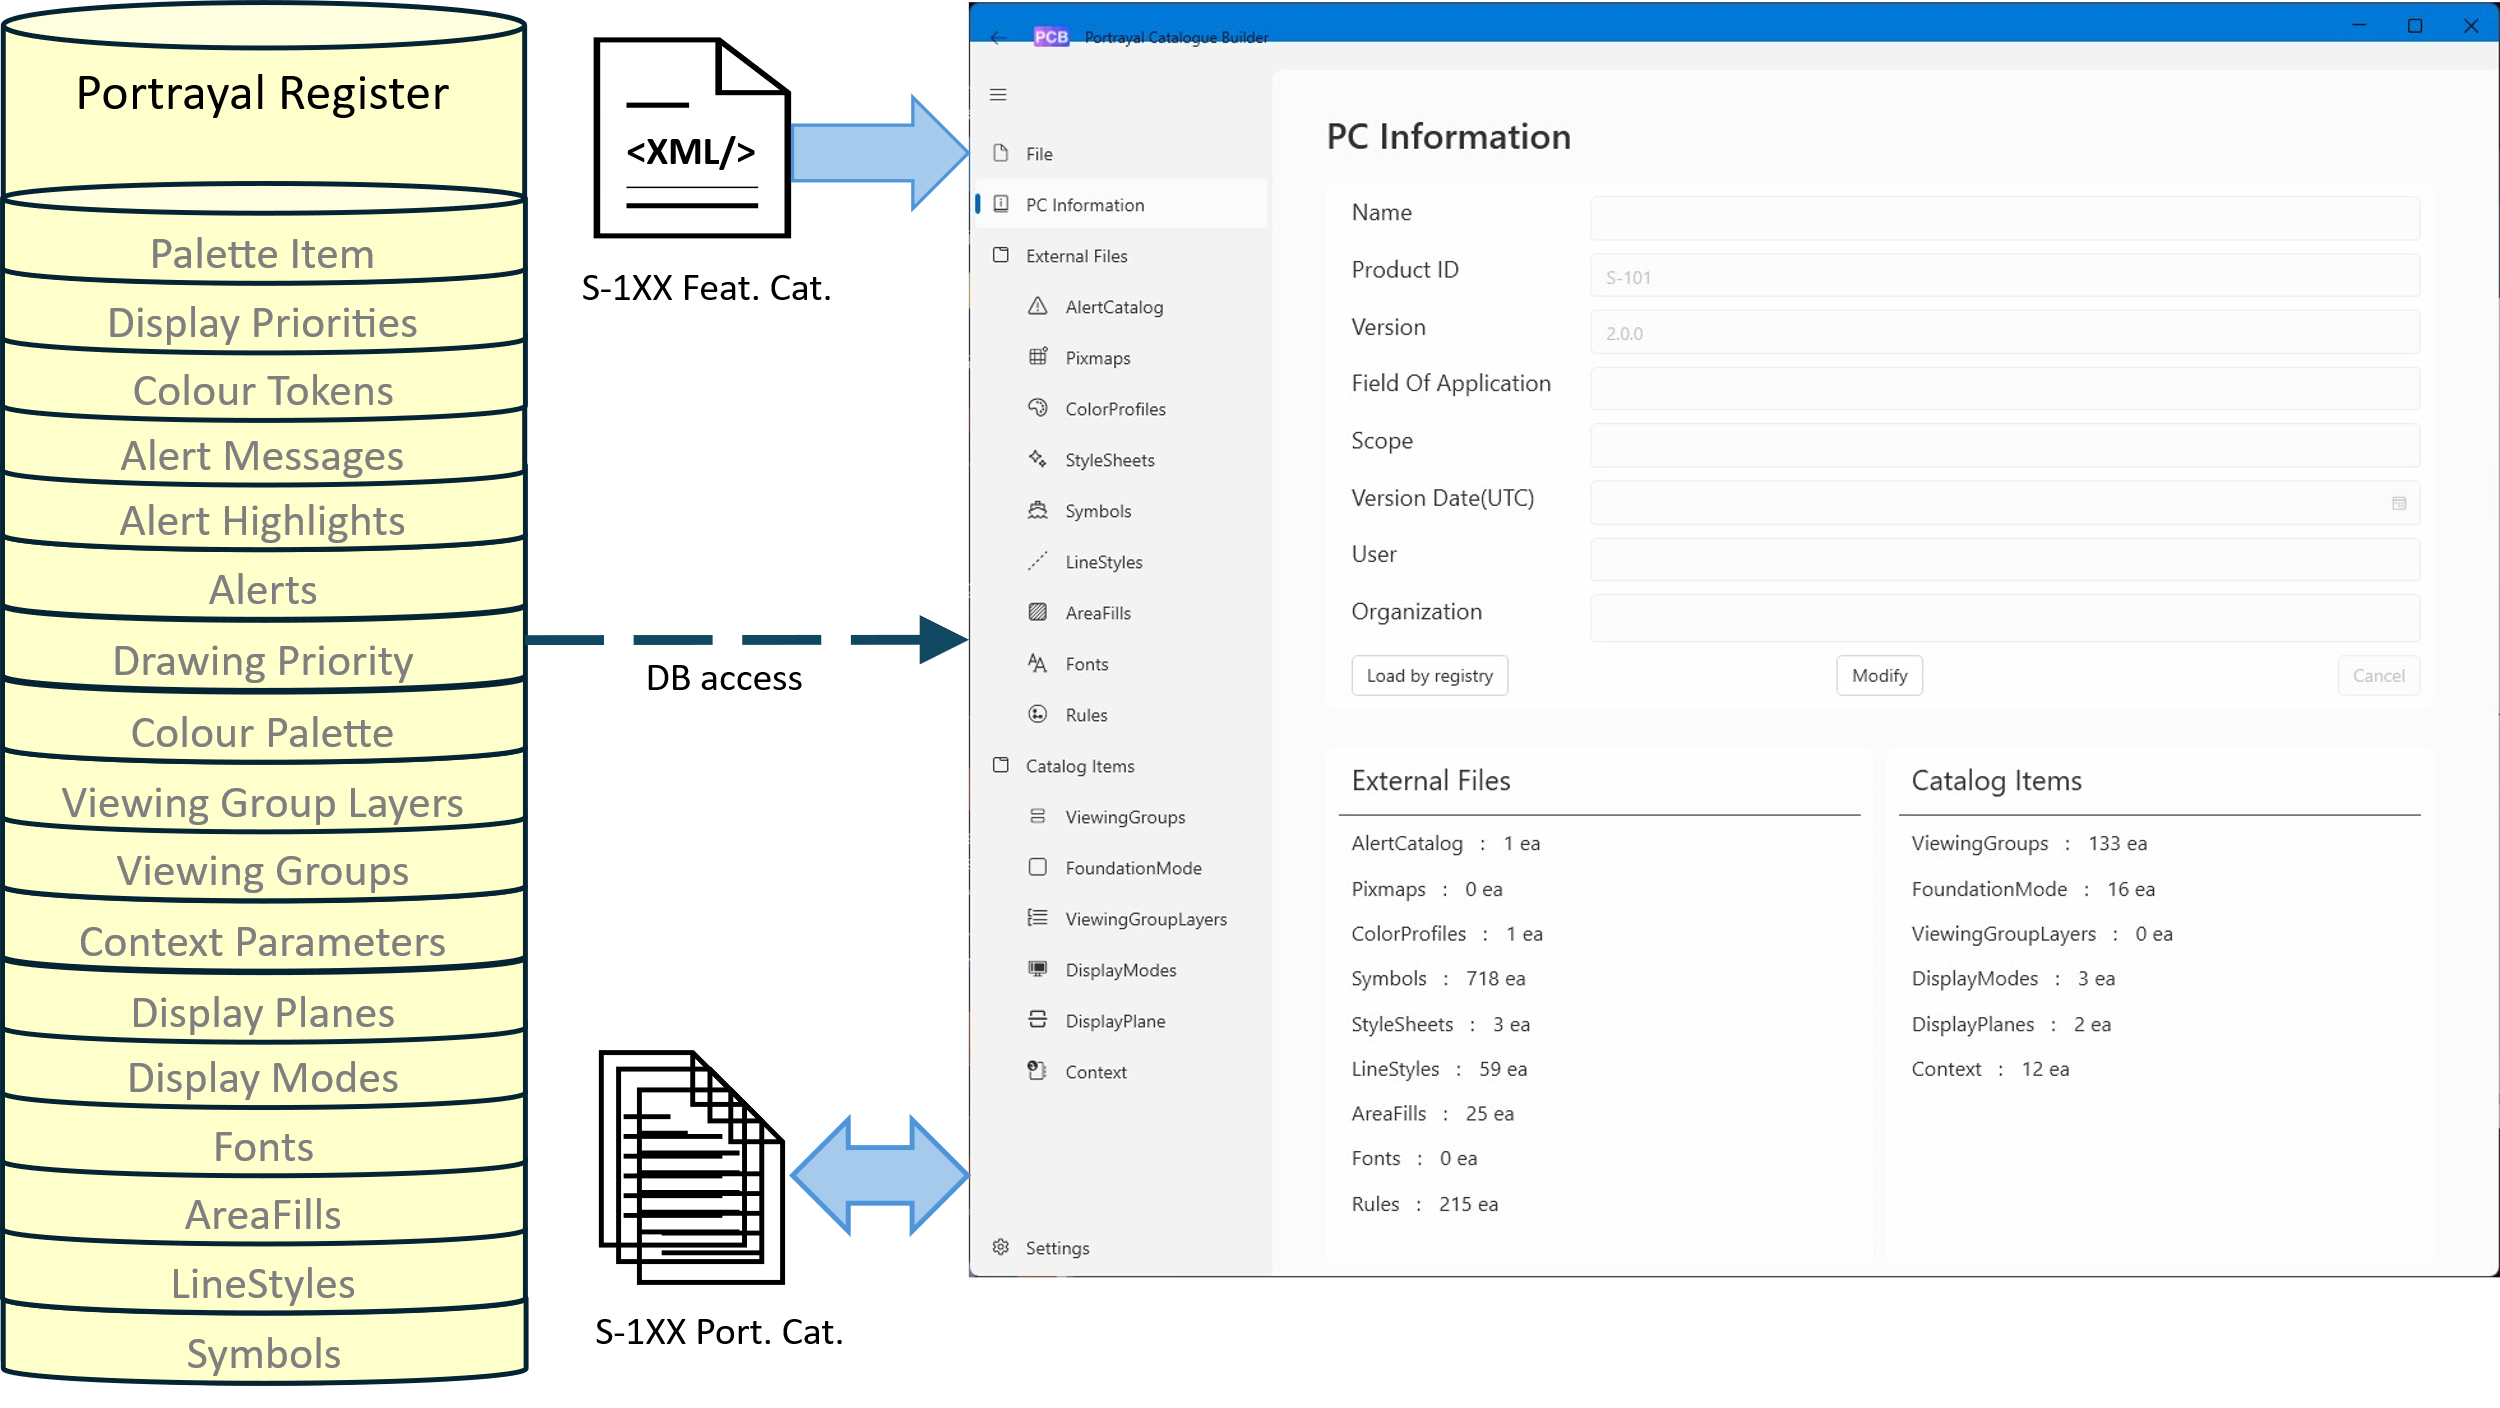 Portrayal Register
Palette Item
Display Priorities
Colour Tokens
Alert Messages
Alert Highlights
Alerts
Drawing Priority
Colour Palette
Viewing Group Layers
Viewing Groups
Context Parameters
Display Planes
Display Modes
Fonts
AreaFills
LineStyles
Symbols
<XML/>
S-1XX Feat. Cat.
DB access
S-1XX Port. Cat.
PCB Portrayal Catalogue Builder
File
PC Information
External Files
AlertCatalog
Pixmaps
ColorProfiles
StyleSheets
Symbols
LineStyles
AreaFills
Fonts
Rules
Catalog Items
ViewingGroups
FoundationMode
ViewingGroupLayers
DisplayModes
DisplayPlane
Context
Settings
PC Information
Name
Product ID S-101
Version 2.0.0
Field Of Application
Scope
Version Date(UTC)
User
Organization
Load by registry Modify Cancel
External Files
AlertCatalog : 1 ea
Pixmaps : 0 ea
ColorProfiles : 1 ea
Symbols : 718 ea
StyleSheets : 3 ea
LineStyles : 59 ea
AreaFills : 25 ea
Fonts : 0 ea
Rules : 215 ea
Catalog Items
ViewingGroups : 133 ea
FoundationMode : 16 ea
ViewingGroupLayers : 0 ea
DisplayModes : 3 ea
DisplayPlanes : 2 ea
Context : 12 ea